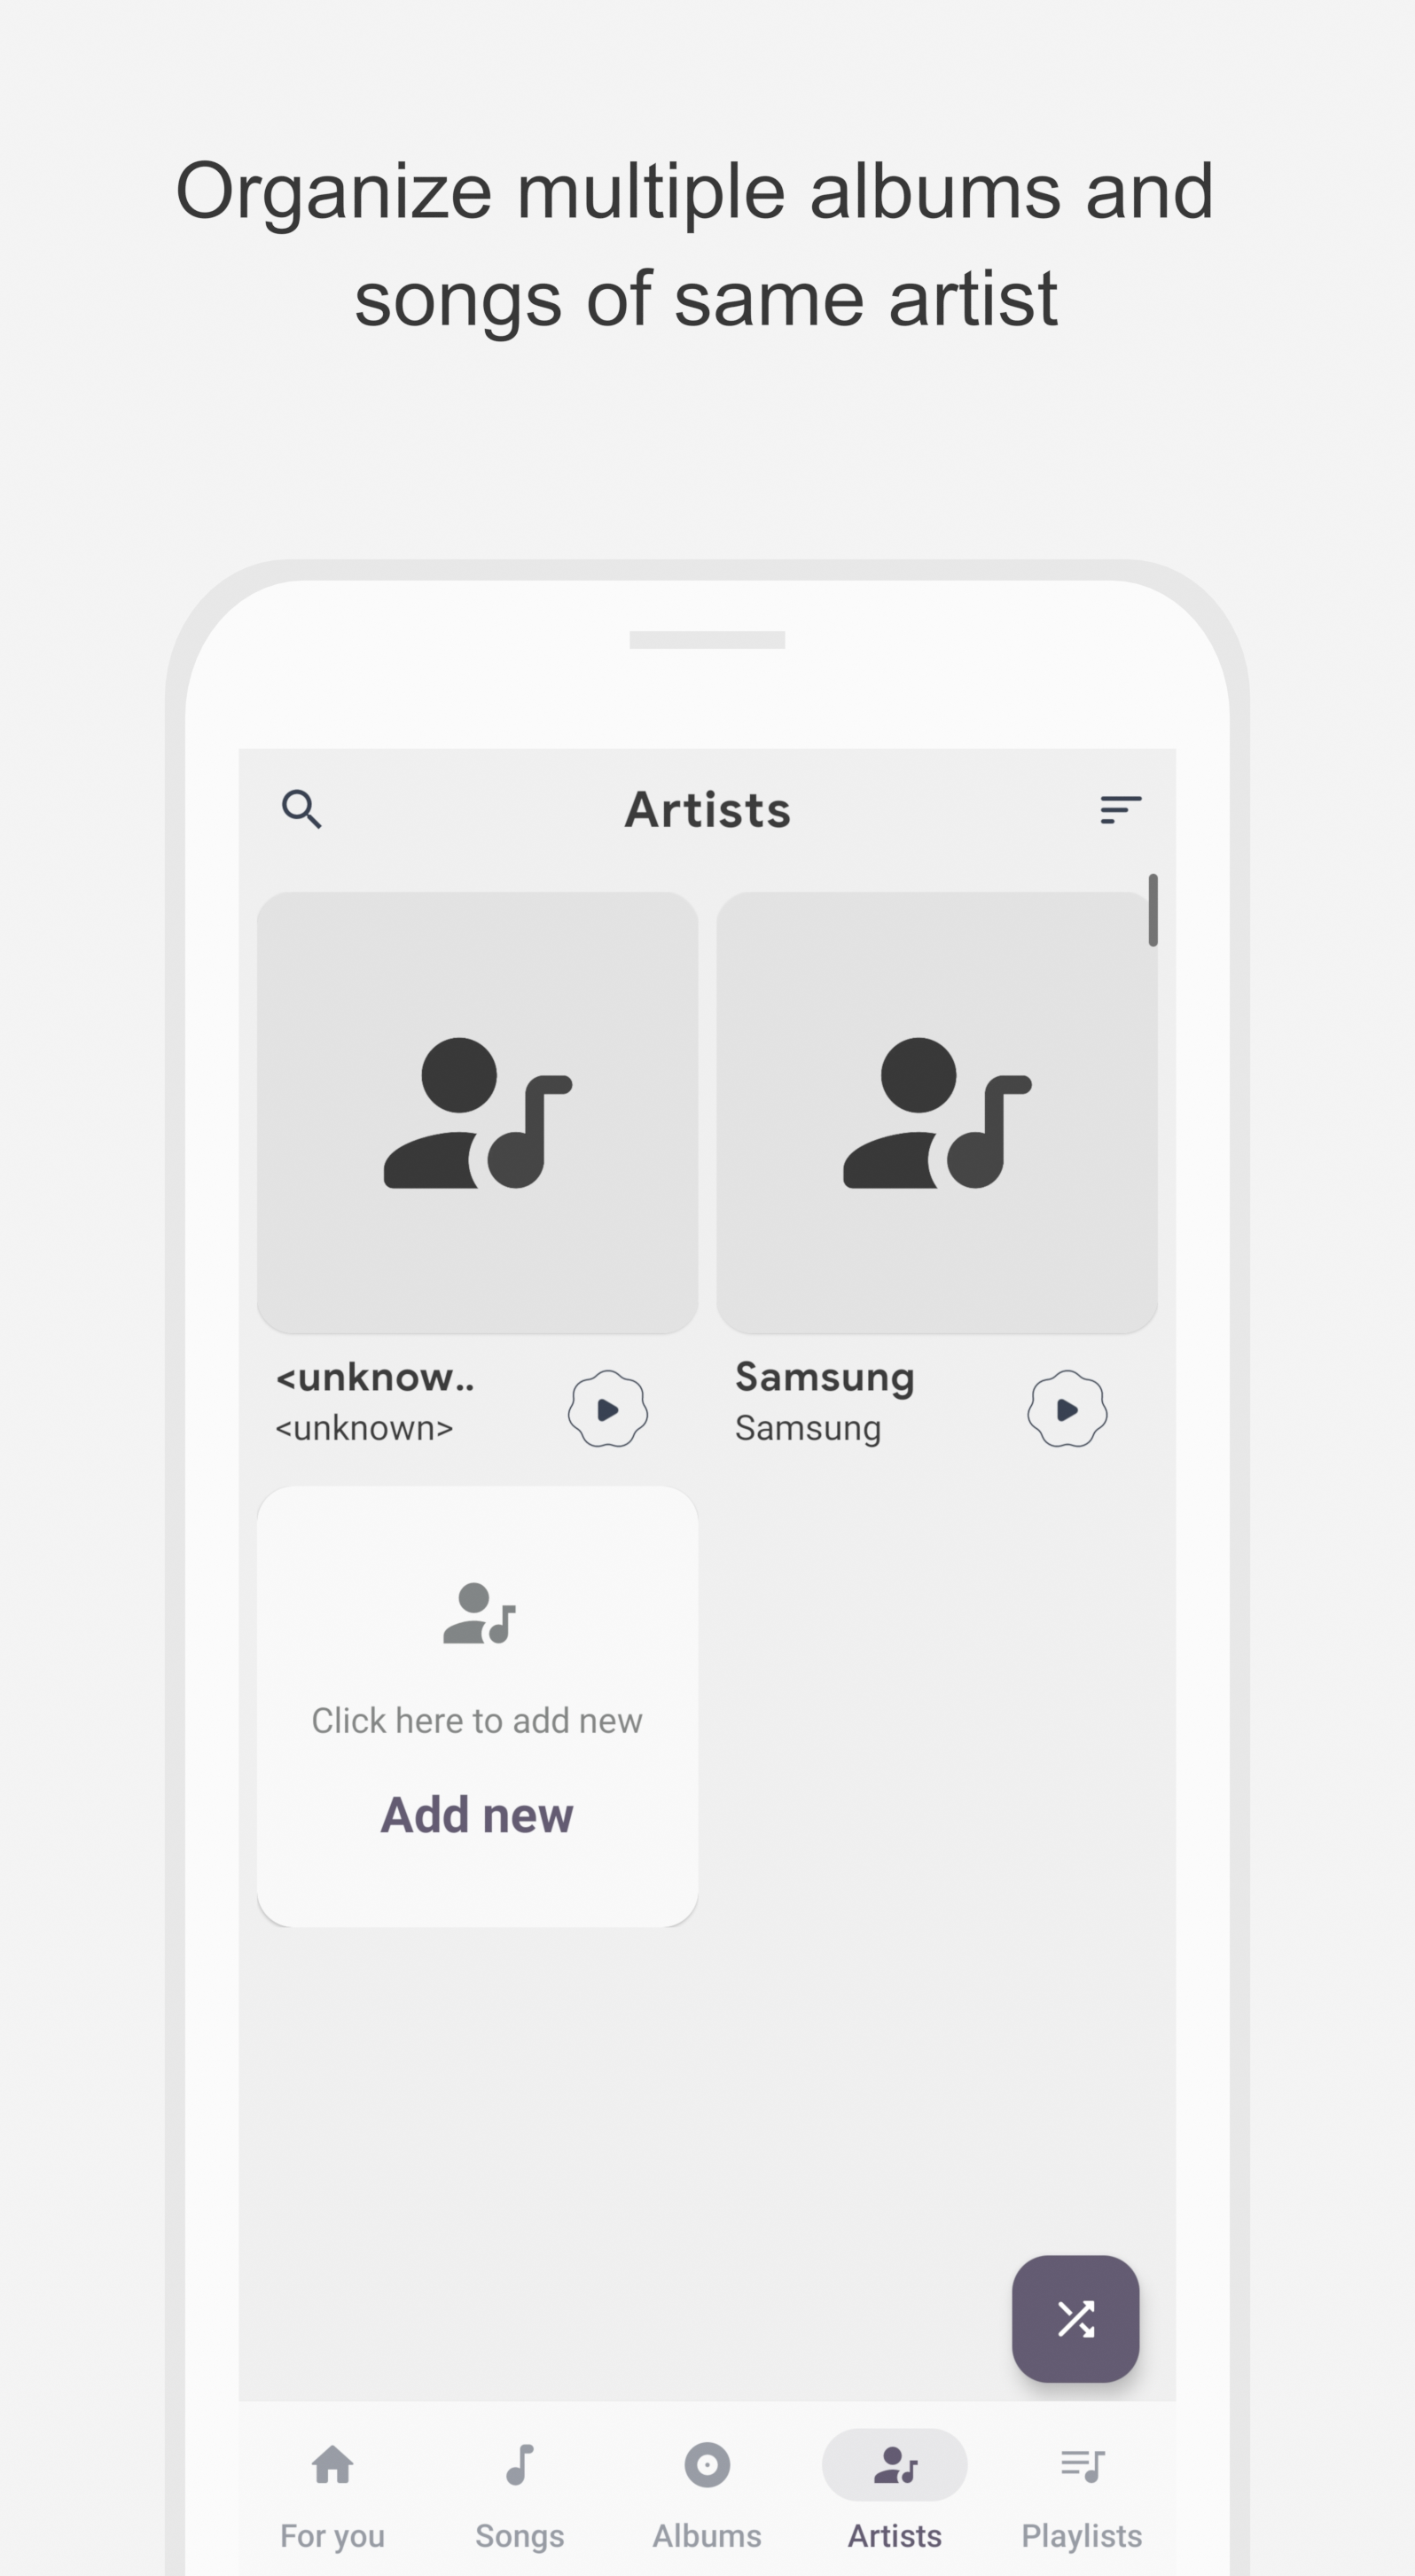 Organize multiple albums and
songs of same artist
Artists
<unknow..
<unknown>
Samsung
Samsung
Click here to add new
Add new
For you
Songs
Albums
Artists
Playlists